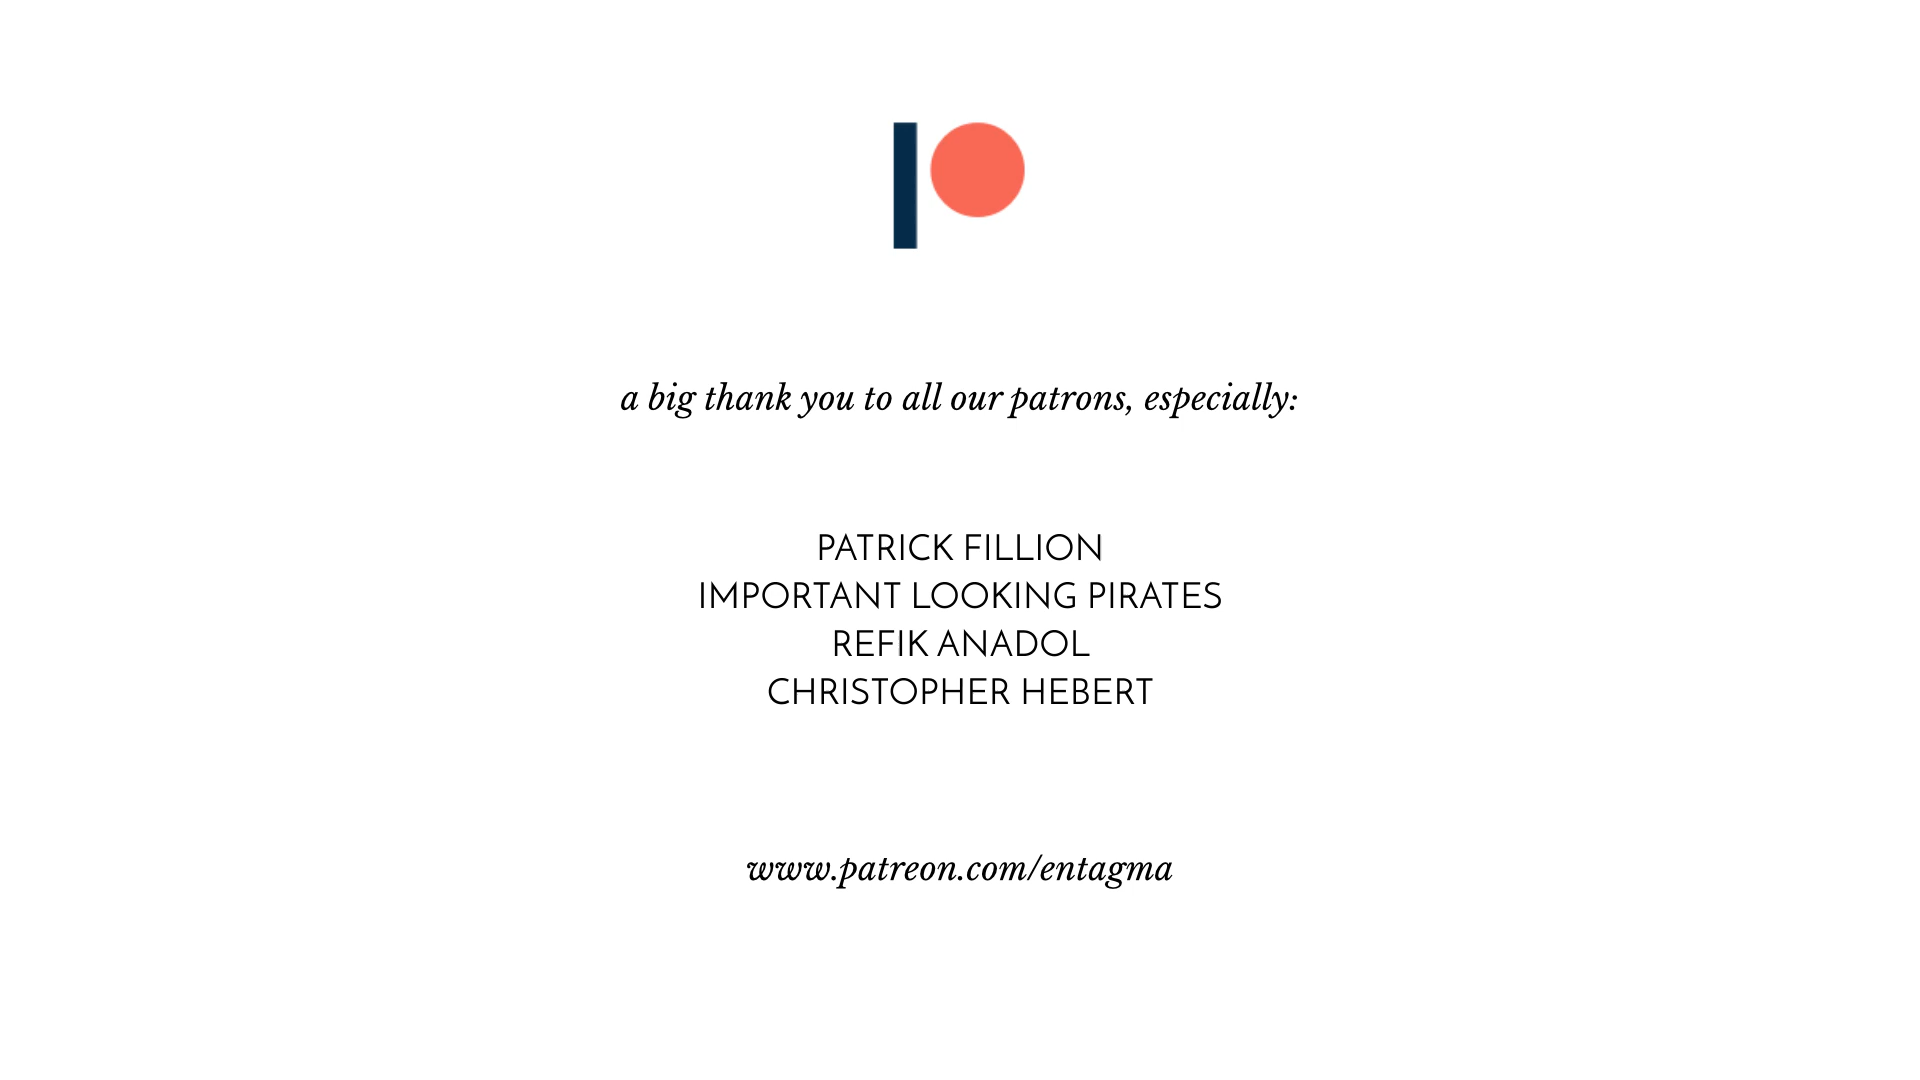 a big thank you to all our patrons, especially:
PATRICK FILLION
IMPORTANT LOOKING PIRATES
REFIK ANADOL
CHRISTOPHER HEBERT
www.patreon.com/entagma